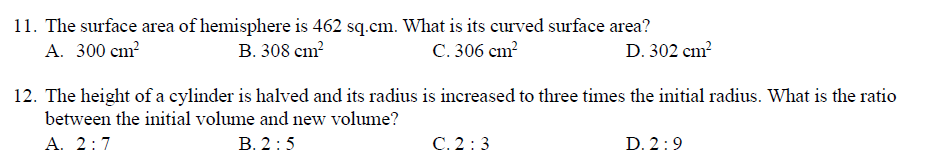 11. The surface area of hemisphere is 462 sq.cm. What is its curved surface area?
A. 300 cm² B. 308 cm² C. 306 cm² D. 302 cm²
12. The height of a cylinder is halved and its radius is increased to three times the initial radius. What is the ratio
between the initial volume and new volume?
A. 2 : 7 B. 2 : 5 C. 2 : 3 D. 2 : 9